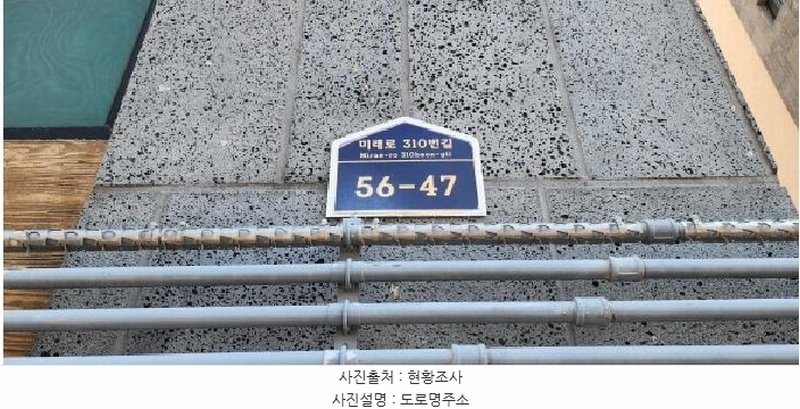 미래로 310번길
Mirae-ro 310beon-gil
56-47
사진출처 : 현황조사
사진설명 : 도로명주소